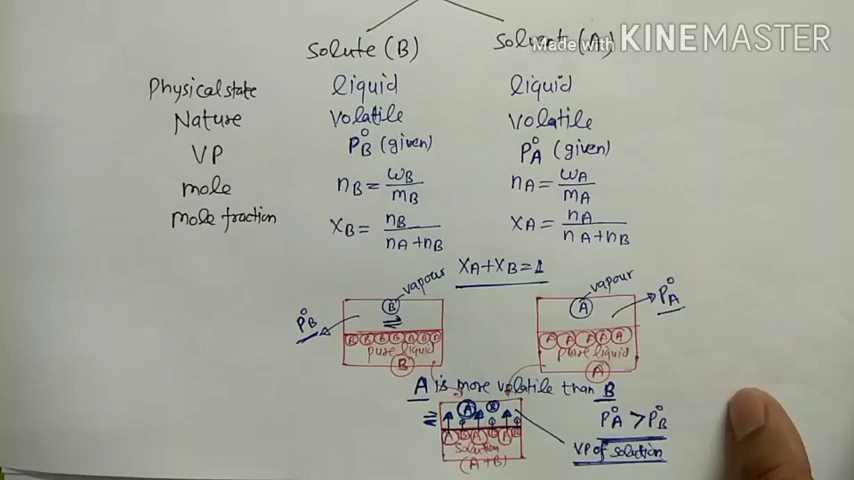 Solute (B) Solvent (A)
Made with KINEMASTER
Physical state liquid liquid
Nature volatile volatile
VP P°B (given) P°A (given)
mole nB = ωB/mB nA = ωA/mA
mole fraction XB = nB/nA+nB XA = nA/nA+nB
XA+XB=1
vapour vapour
B A
P°B ⇌ P°A
B B B B B B B A A A A A
pure liquid pure liquid
B A
A is more volatile than B
⇌ A B P°A > P°B
A B A B A B
VP of solution
Solution
(A+B)